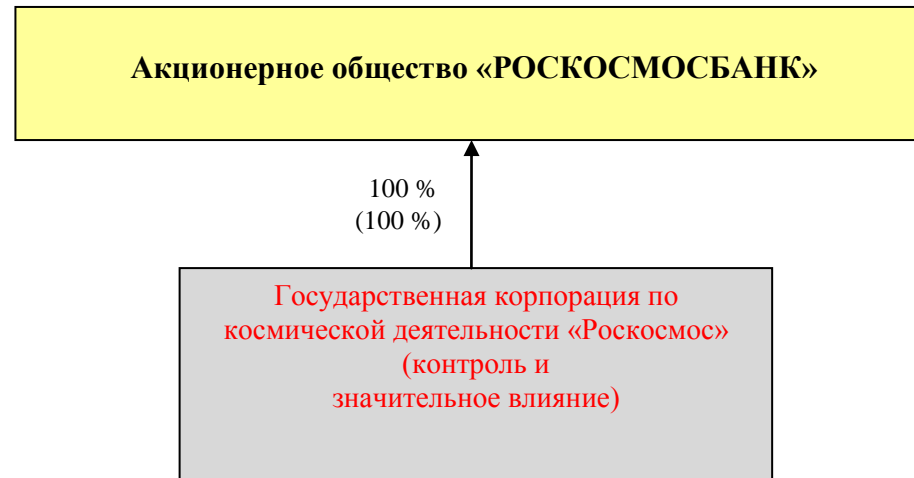 Акционерное общество «РОСКОСМОСБАНК»
100 %
(100 %)
Государственная корпорация по
космической деятельности «Роскосмос»
(контроль и
значительное влияние)